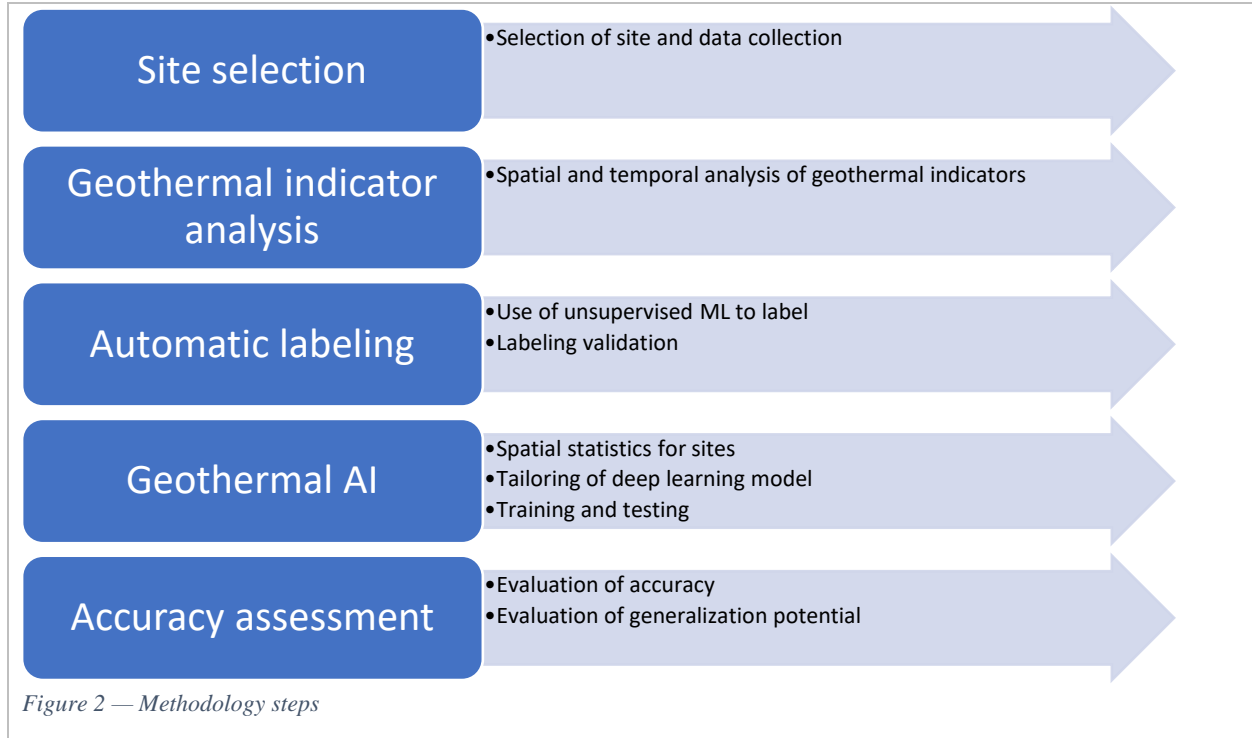 Site selection
•Selection of site and data collection
Geothermal indicator
analysis
•Spatial and temporal analysis of geothermal indicators
Automatic labeling
•Use of unsupervised ML to label
•Labeling validation
Geothermal AI
•Spatial statistics for sites
•Tailoring of deep learning model
•Training and testing
Accuracy assessment
•Evaluation of accuracy
•Evaluation of generalization potential
Figure 2 — Methodology steps